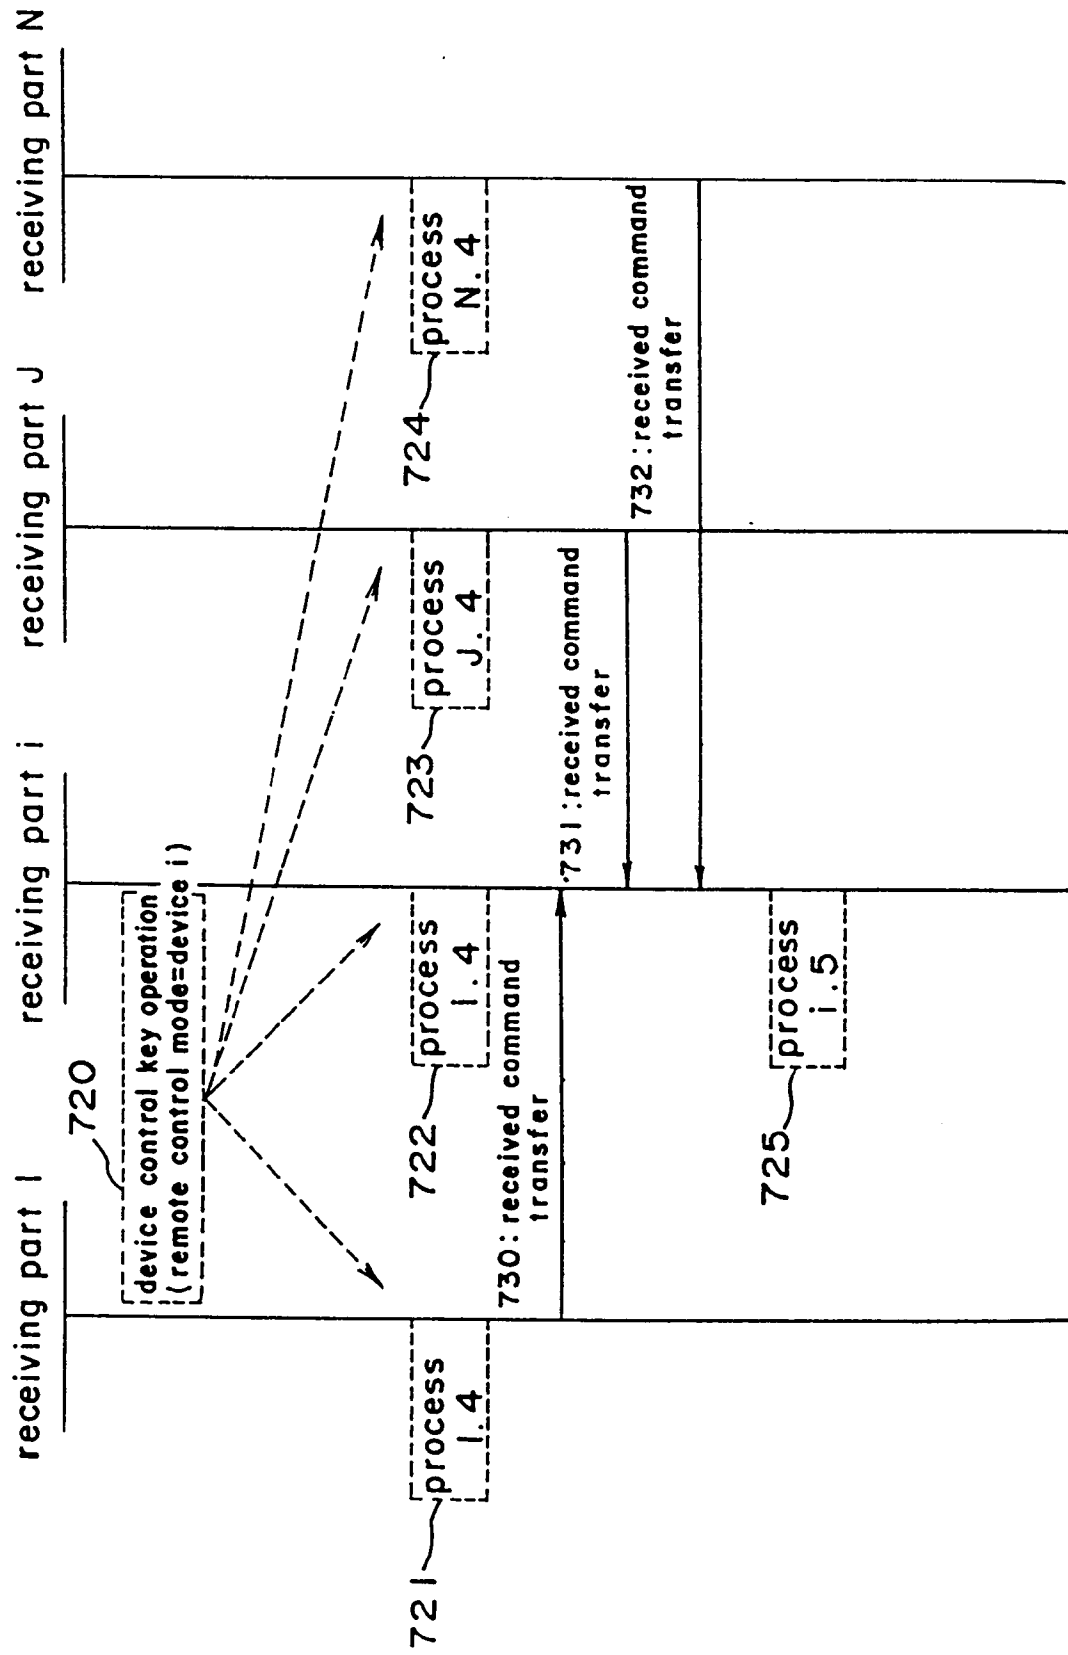 receiving part 1
receiving part i
receiving part J
receiving part N
720
device control key operation
(remote control mode=device i)
process
1.4
721
process
i.4
722
process
J.4
723
process
N.4
724
730:received command
transfer
731:received command
transfer
732:received command
transfer
process
i.5
725